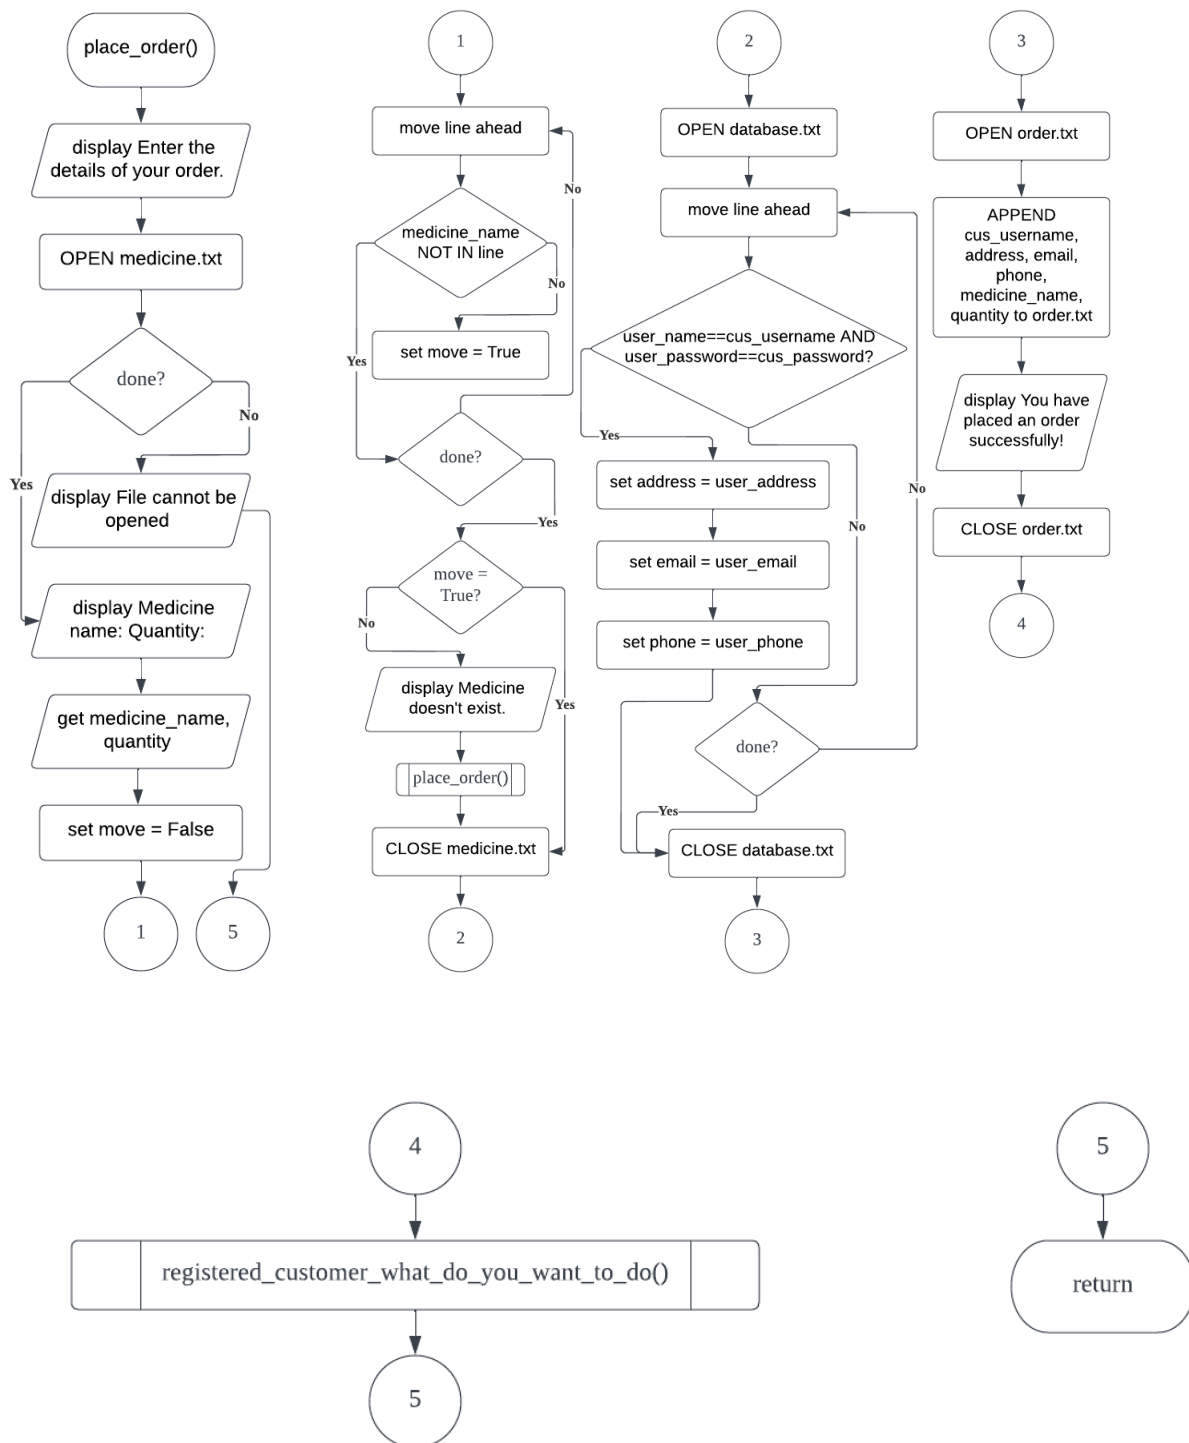 place_order()
display Enter the
details of your order.
OPEN medicine.txt
done?
No
Yes
display File cannot be
opened
display Medicine
name: Quantity:
get medicine_name,
quantity
set move = False
1
5
1
move line ahead
No
medicine_name
NOT IN line
No
set move = True
Yes
done?
Yes
move =
True?
No
display Medicine
doesn't exist.
Yes
place_order()
CLOSE medicine.txt
2
2
OPEN database.txt
move line ahead
user_name==cus_username AND
user_password==cus_password?
Yes
set address = user_address
No
No
set email = user_email
set phone = user_phone
done?
Yes
CLOSE database.txt
3
3
OPEN order.txt
APPEND
cus_username,
address, email,
phone,
medicine_name,
quantity to order.txt
display You have
placed an order
successfully!
CLOSE order.txt
4
4
registered_customer_what_do_you_want_to_do()
5
5
return